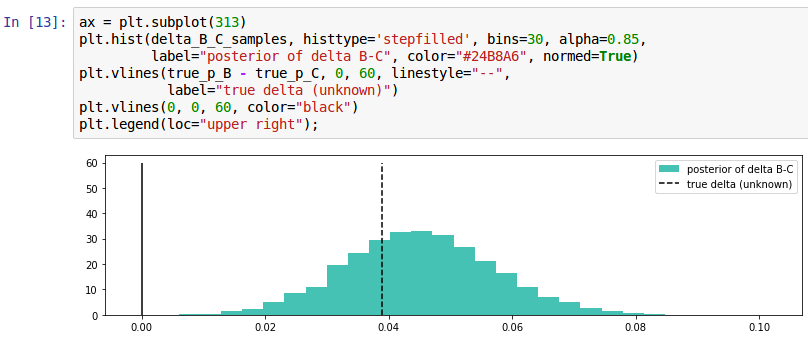 In [13]: ax = plt.subplot(313)
plt.hist(delta_B_C_samples, histtype='stepfilled', bins=30, alpha=0.85,
         label="posterior of delta B-C", color="#24B8A6", normed=True)
plt.vlines(true_p_B - true_p_C, 0, 60, linestyle="--",
           label="true delta (unknown)")
plt.vlines(0, 0, 60, color="black")
plt.legend(loc="upper right");
60
50
40
30
20
10
0
posterior of delta B-C
true delta (unknown)
0.00 0.02 0.04 0.06 0.08 0.10